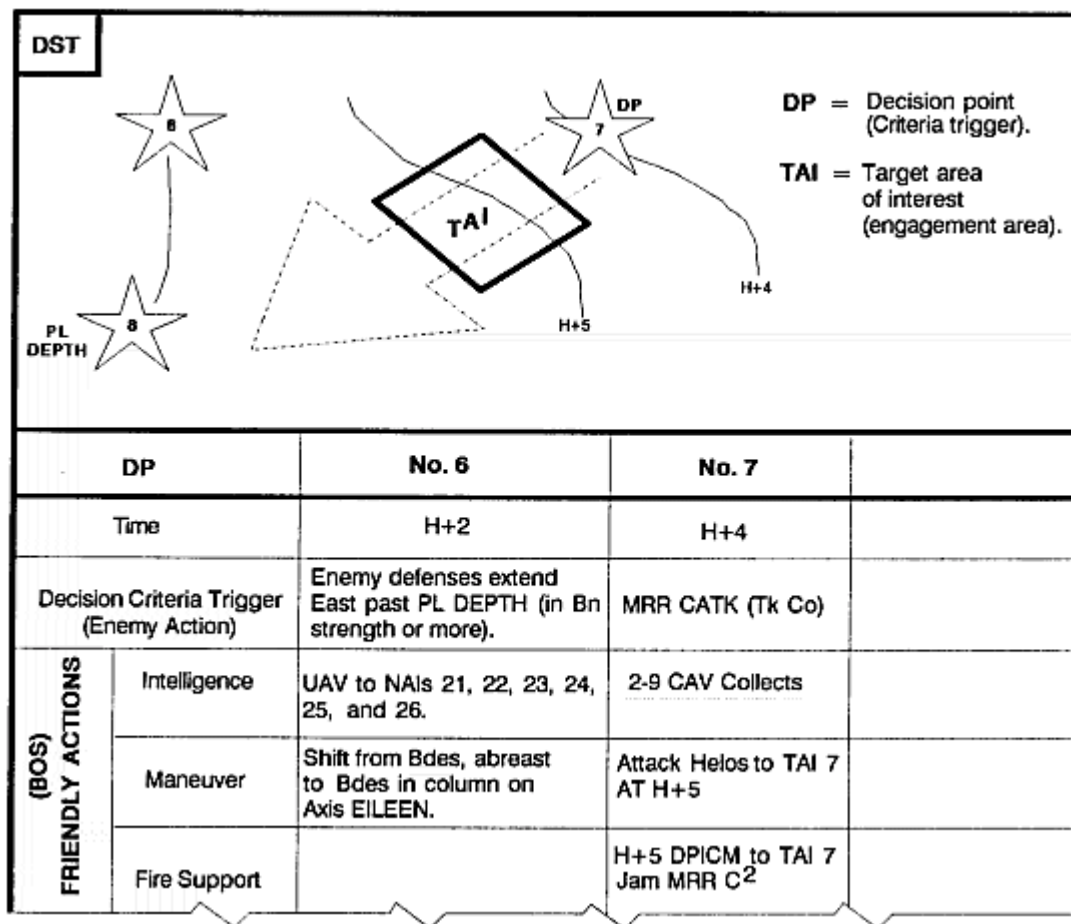 DST
6
DP
7
DP = Decision point
(Criteria trigger).
TAI = Target area
of interest
(engagement area).
TAI
H+4
H+5
PL
DEPTH
8
DP
No. 6
No. 7
Time
H+2
H+4
Decision Criteria Trigger
(Enemy Action)
Enemy defenses extend
East past PL DEPTH (in Bn
strength or more).
MRR CATK (Tk Co)
(BOS)
FRIENDLY ACTIONS
Intelligence
UAV to NAIs 21, 22, 23, 24,
25, and 26.
2-9 CAV Collects
Maneuver
Shift from Bdes, abreast
to Bdes in column on
Axis EILEEN.
Attack Helos to TAI 7
AT H+5
Fire Support
H+5 DPICM to TAI 7
Jam MRR C2